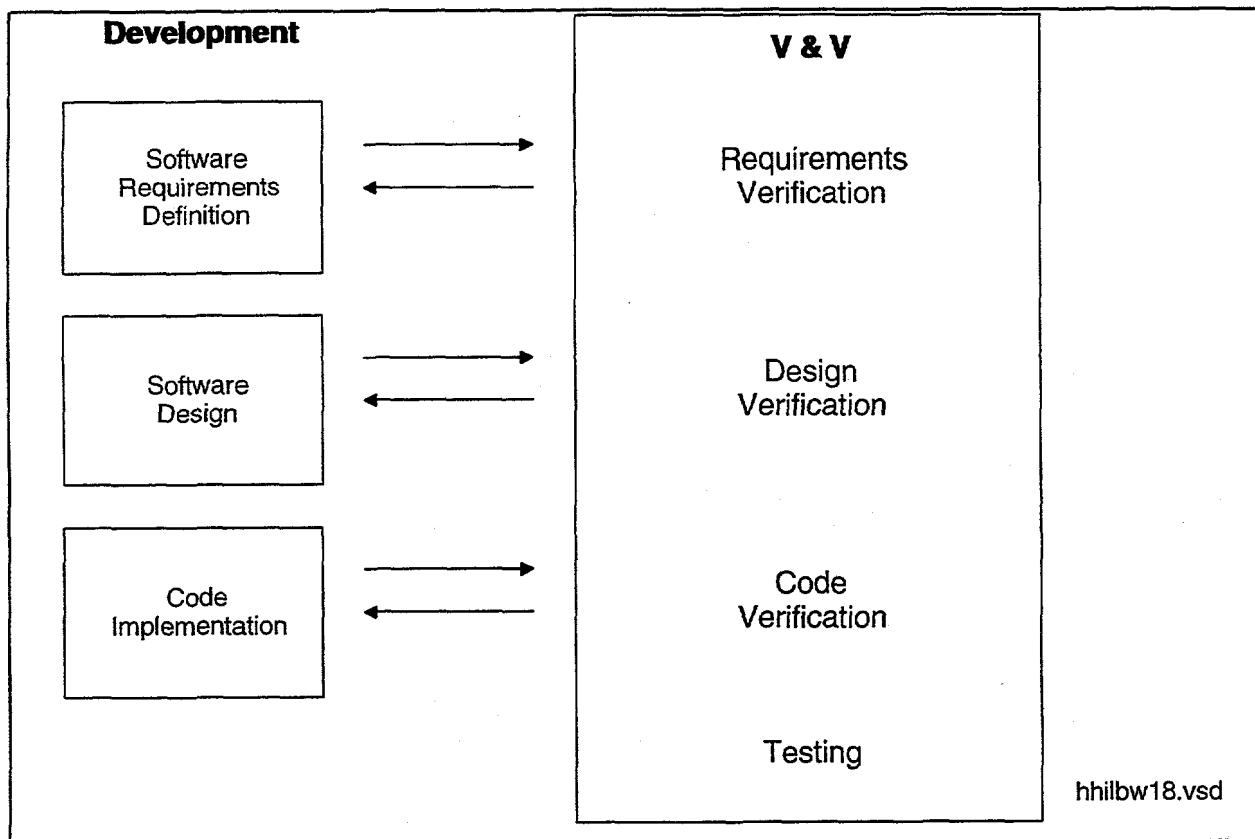 Development
V & V
Software
Requirements
Definition
Requirements
Verification
Software
Design
Design
Verification
Code
Implementation
Code
Verification
Testing
hhilbw18.vsd